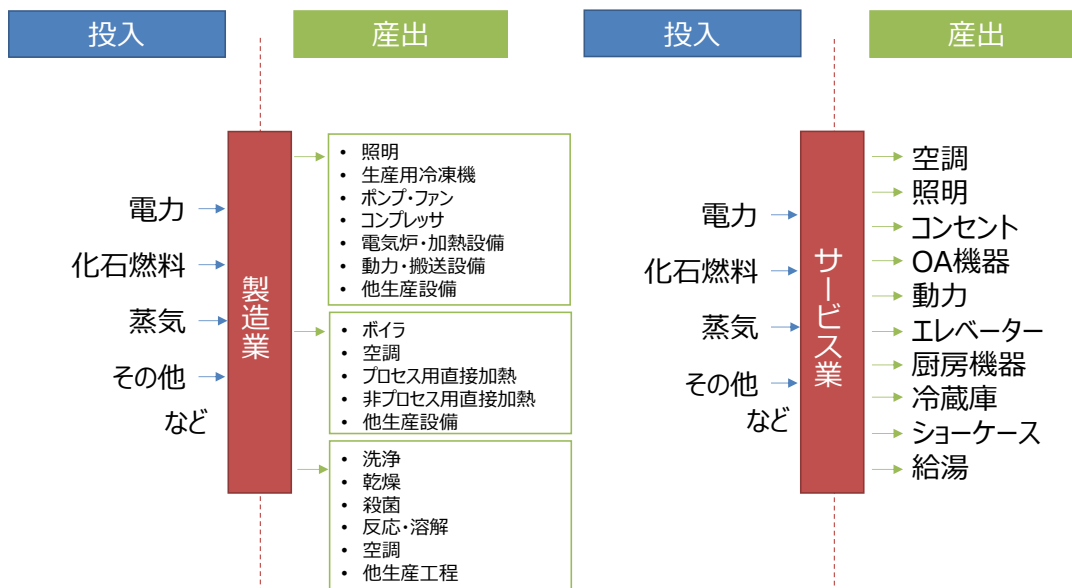 投入
産出
電力
化石燃料
蒸気
その他
など
製造業
• 照明
• 生産用冷凍機
• ポンプ・ファン
• コンプレッサ
• 電気炉・加熱設備
• 動力・搬送設備
• 他生産設備
• ボイラ
• 空調
• プロセス用直接加熱
• 非プロセス用直接加熱
• 他生産設備
• 洗浄
• 乾燥
• 殺菌
• 反応・溶解
• 空調
• 他生産工程
投入
産出
電力
化石燃料
蒸気
その他
など
サービス業
空調
照明
コンセント
OA機器
動力
エレベーター
厨房機器
冷蔵庫
ショーケース
給湯